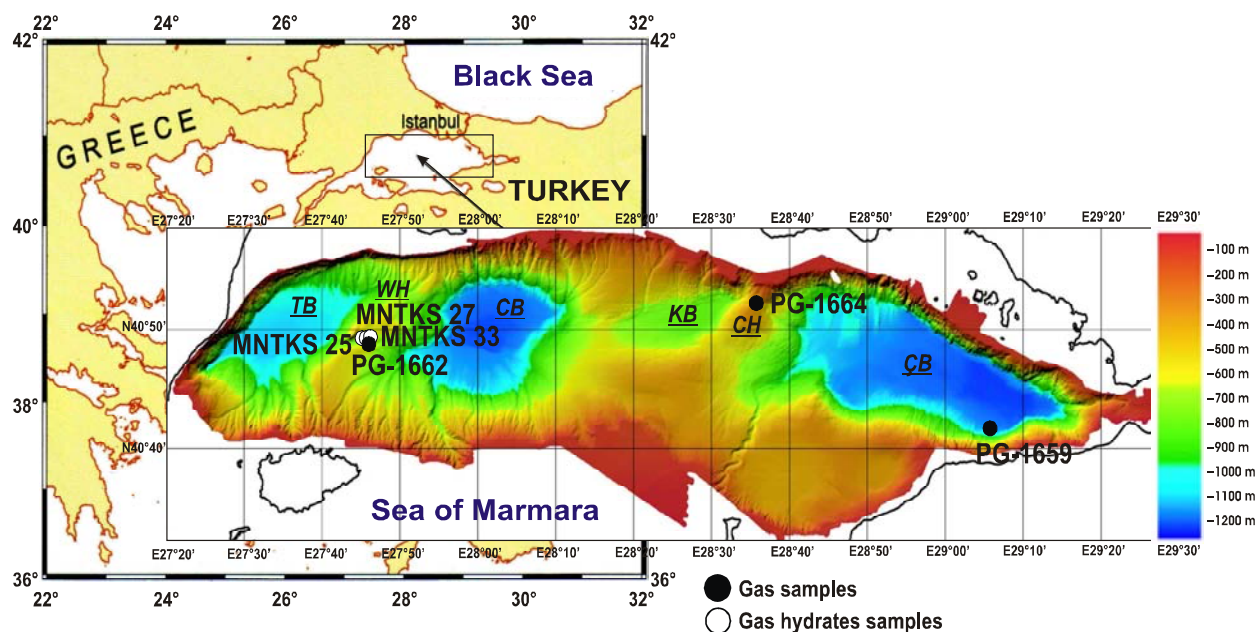 22 24 26 28 30 32
42° 42°
Black Sea
Istanbul
GREECE
TURKEY
40° 40°
E27°20' E27°30' E27°40' E27°50' E28°00' E28°10' E28°20' E28°30' E28°40' E28°50' E29°00' E29°10' E29°20' E29°30'
−100 m
−200 m
−300 m
−400 m
−500 m
−600 m
−700 m
−800 m
−900 m
−1000 m
−1100 m
−1200 m
WH
TB
CB
KB
CH
ÇB
MNTKS 27
PG-1664
N40°50'
MNTKS 25
MNTKS 33
PG-1662
38°
N40°40'
PG-1659
Sea of Marmara
E27°20' E27°30' E27°40' E27°50' E28°00' E28°10' E28°20' E28°30' E28°40' E28°50' E29°00' E29°10' E29°20' E29°30'
36° 36°
22 24 26 28 30 32
Gas samples
Gas hydrates samples